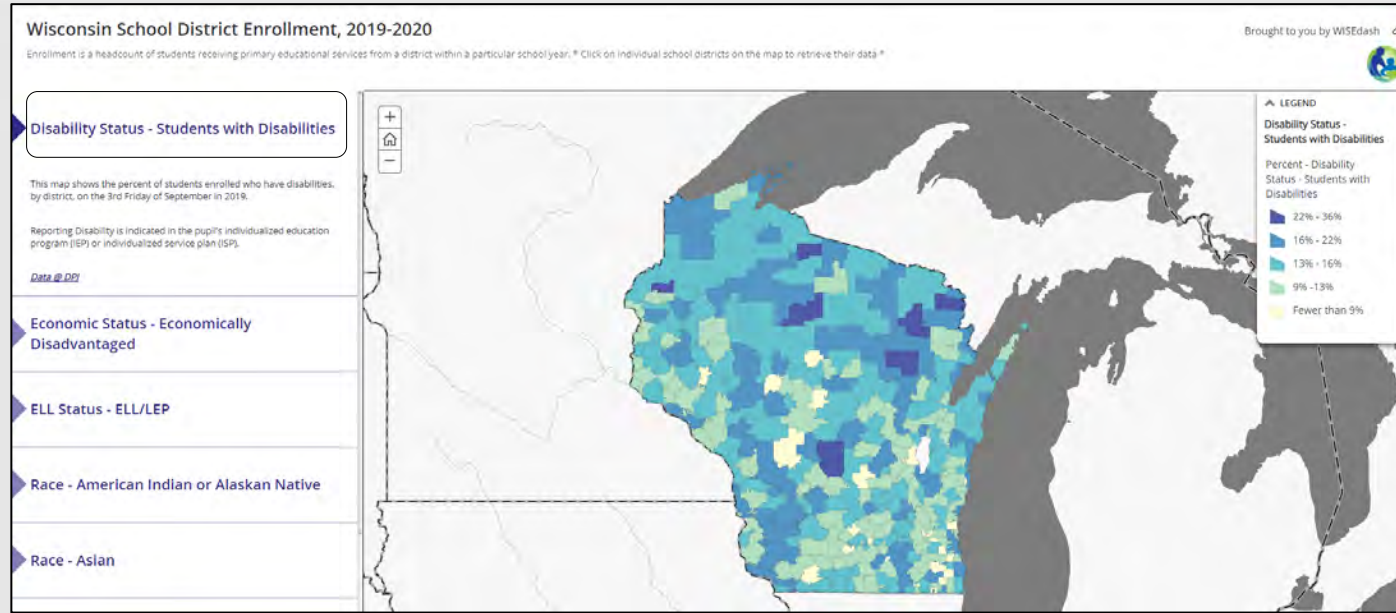 Wisconsin School District Enrollment, 2019-2020
Brought to you by WISEdash
Enrollment is a headcount of students receiving primary educational services from a district within a particular school year. * Click on individual school districts on the map to retrieve their data *
Disability Status - Students with Disabilities
This map shows the percent of students enrolled who have disabilities,
by district, on the 3rd Friday of September in 2019.
Reporting Disability is indicated in the pupil's individualized education
program (IEP) or individualized service plan (ISP).
Data @ DPI
Economic Status - Economically
Disadvantaged
ELL Status - ELL/LEP
Race - American Indian or Alaskan Native
Race - Asian
+
−
LEGEND
Disability Status -
Students with Disabilities
Percent - Disability
Status - Students with
Disabilities
22% - 36%
16% - 22%
13% - 16%
9% -13%
Fewer than 9%